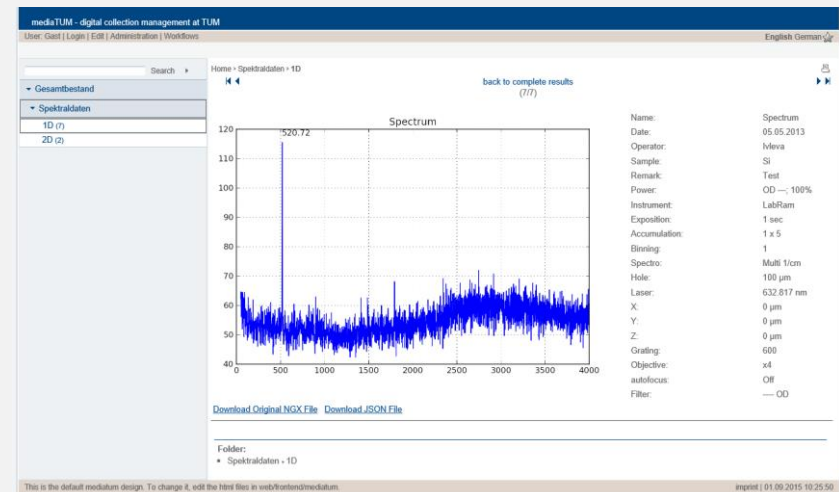 mediaTUM - digital collection management at TUM
User: Gast | Login | Edit | Administration | Workflows
English German
Search
Gesamtbestand
Spektraldaten
1D (7)
2D (2)
Home › Spektraldaten › 1D
back to complete results
(7/7)
Spectrum
520.72
120
110
100
90
80
70
60
50
40
0 500 1000 1500 2000 2500 3000 3500 4000
Name: Spectrum
Date: 05.05.2013
Operator: Ivleva
Sample: Si
Remark: Test
Power: OD ---; 100%
Instrument: LabRam
Exposition: 1 sec
Accumulation: 1 x 5
Binning: 1
Spectro: Multi 1/cm
Hole: 100 µm
Laser: 632.817 nm
X: 0 µm
Y: 0 µm
Z: 0 µm
Grating: 600
Objective: x4
autofocus: Off
Filter: ---- OD
Download Original NGX File Download JSON File
Folder:
Spektraldaten › 1D
This is the default mediatum design. To change it, edit the html files in web/frontend/mediatum.
imprint | 01.09.2015 10:25:50